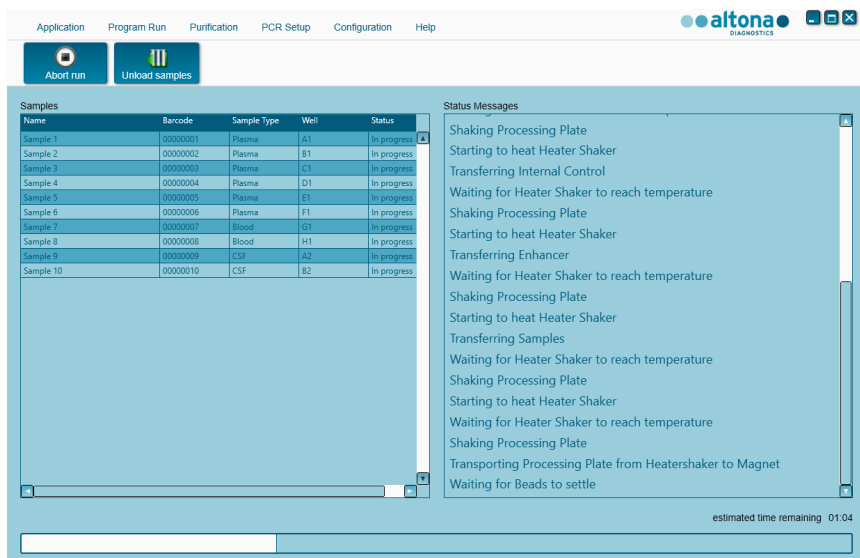 Application Program Run Purification PCR Setup Configuration Help
altona
DIAGNOSTICS
Abort run Unload samples
Samples
Name Barcode Sample Type Well Status
Sample 1 00000001 Plasma A1 In progress
Sample 2 00000002 Plasma B1 In progress
Sample 3 00000003 Plasma C1 In progress
Sample 4 00000004 Plasma D1 In progress
Sample 5 00000005 Plasma E1 In progress
Sample 6 00000006 Plasma F1 In progress
Sample 7 00000007 Blood G1 In progress
Sample 8 00000008 Blood H1 In progress
Sample 9 00000009 CSF A2 In progress
Sample 10 00000010 CSF B2 In progress
Status Messages
Shaking Processing Plate
Starting to heat Heater Shaker
Transferring Internal Control
Waiting for Heater Shaker to reach temperature
Shaking Processing Plate
Starting to heat Heater Shaker
Transferring Enhancer
Waiting for Heater Shaker to reach temperature
Shaking Processing Plate
Starting to heat Heater Shaker
Transferring Samples
Waiting for Heater Shaker to reach temperature
Shaking Processing Plate
Starting to heat Heater Shaker
Waiting for Heater Shaker to reach temperature
Shaking Processing Plate
Transporting Processing Plate from Heatershaker to Magnet
Waiting for Beads to settle
estimated time remaining 01:04